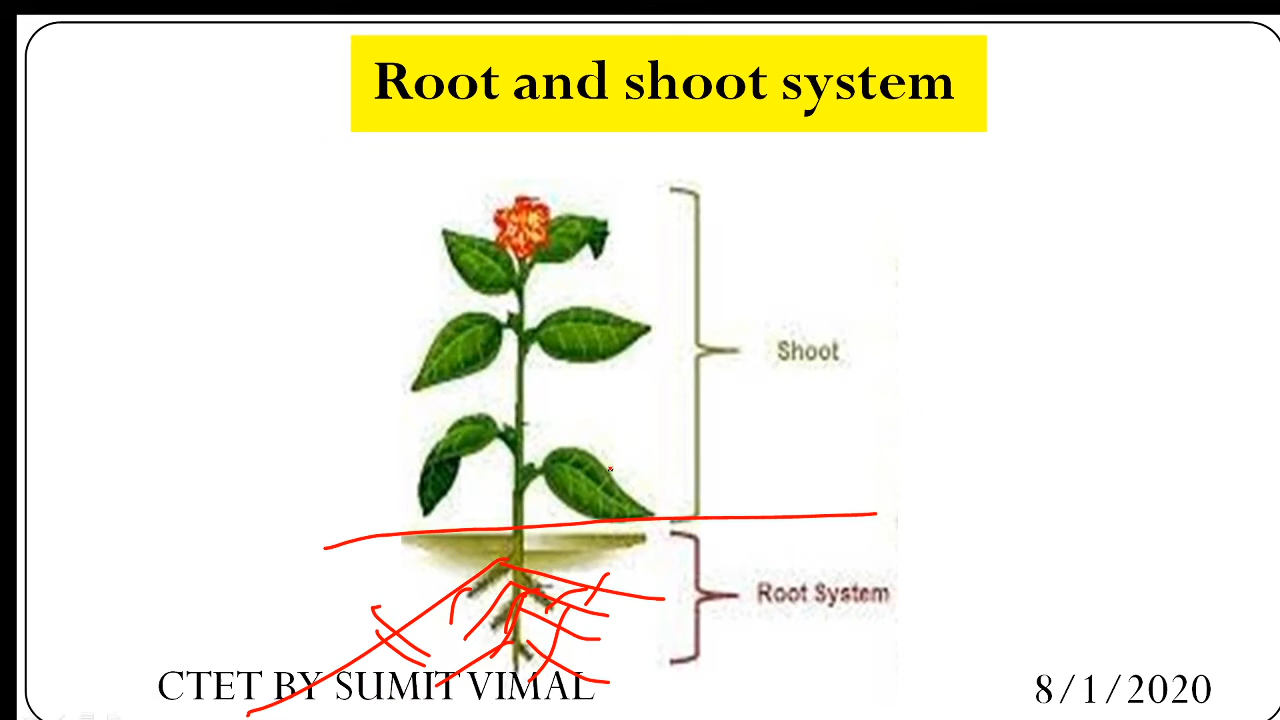 Root and shoot system
Shoot
Root System
CTET BY SUMIT VIMAL
8/1/2020